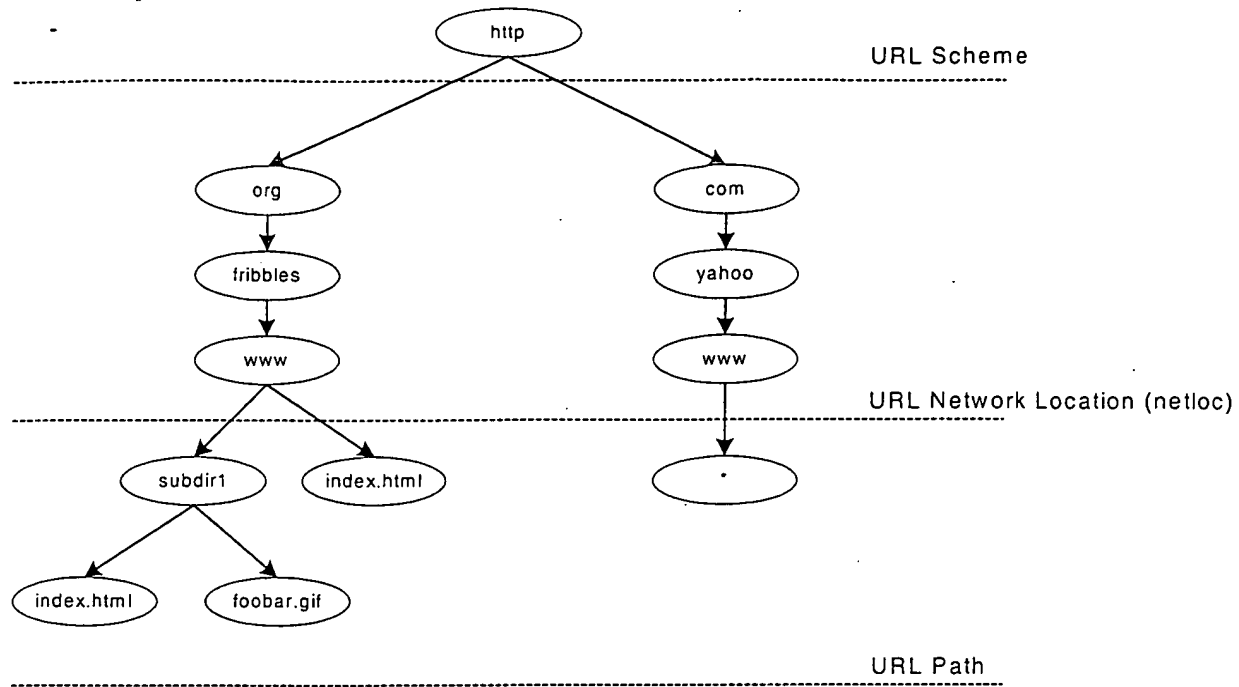 http
URL Scheme
org
com
fribbles
yahoo
www
www
URL Network Location (netloc)
subdir1
index.html
*
index.html
foobar.gif
URL Path